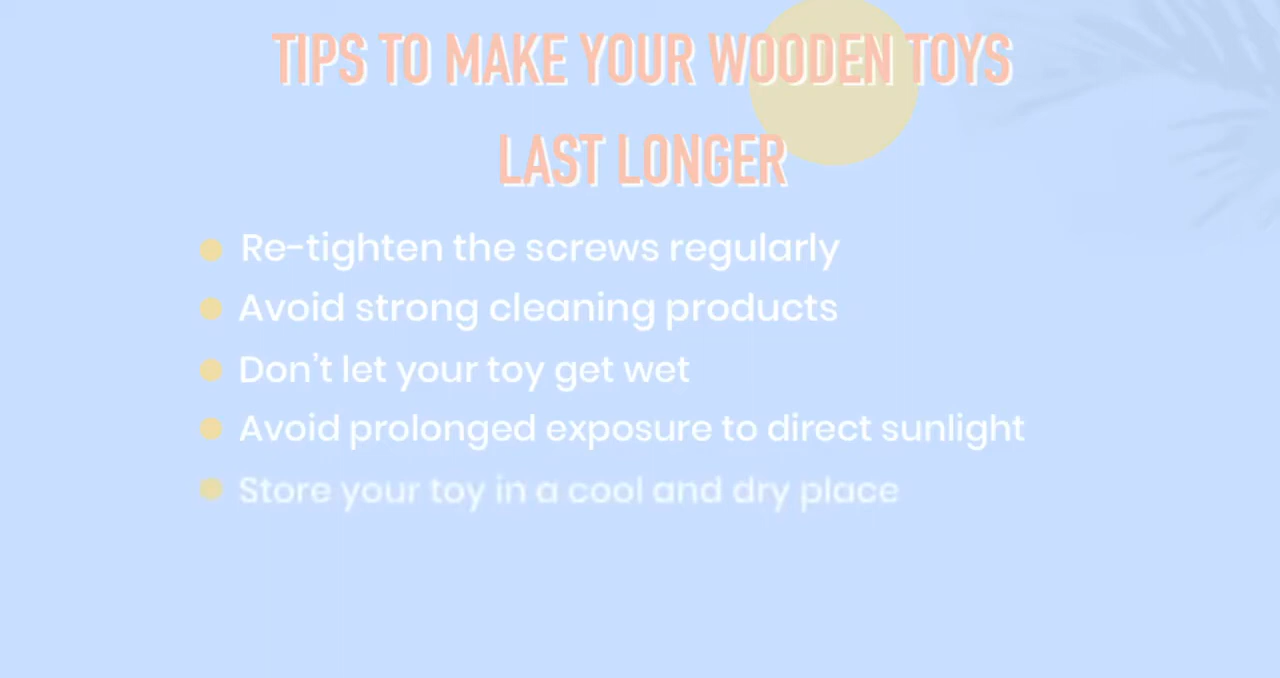 TIPS TO MAKE YOUR WOODEN TOYS
LAST LONGER
Re-tighten the screws regularly
Avoid strong cleaning products
Don't let your toy get wet
Avoid prolonged exposure to direct sunlight
Store your toy in a cool and dry place